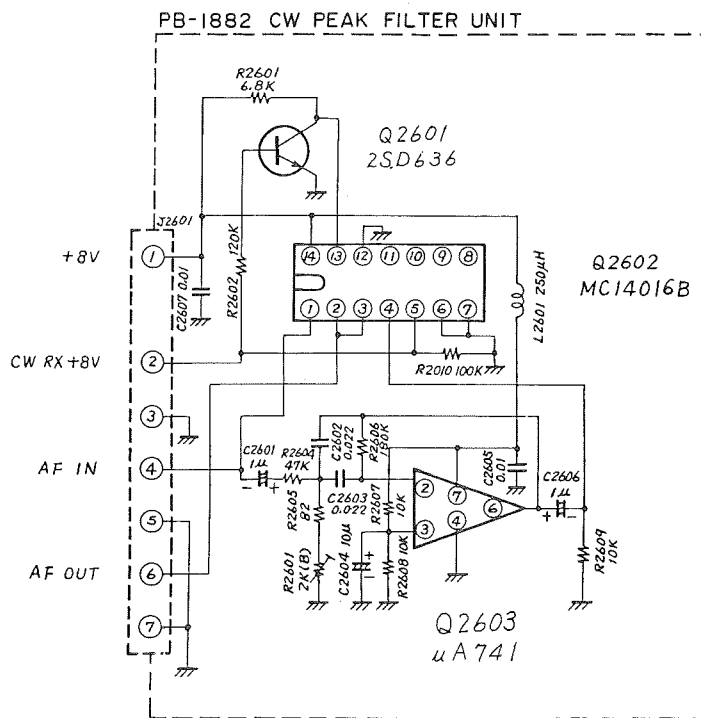 PB-1882 CW PEAK FILTER UNIT
R2601
6.8K
Q2601
2SD636
J2601
+8V
1
C2607 0.01
R2602 120K
14 13 12 11 10 9 8
1 2 3 4 5 6 7
L2601 250μH
Q2602
MC14016B
CW RX +8V
2
R2010 100K
3
AF IN
4
C2601
1μ
- +
R2604
47K
C2602
0.022
R2606
180K
C2603
0.022
R2607
10K
2
7
3
4
6
C2605
0.01
C2606
1μ
+ -
5
R2605
82
R2601
2K(B)
C2604 10μ
+
-
R2608 10K
R2609
10K
AF OUT
6
7
Q2603
μA741